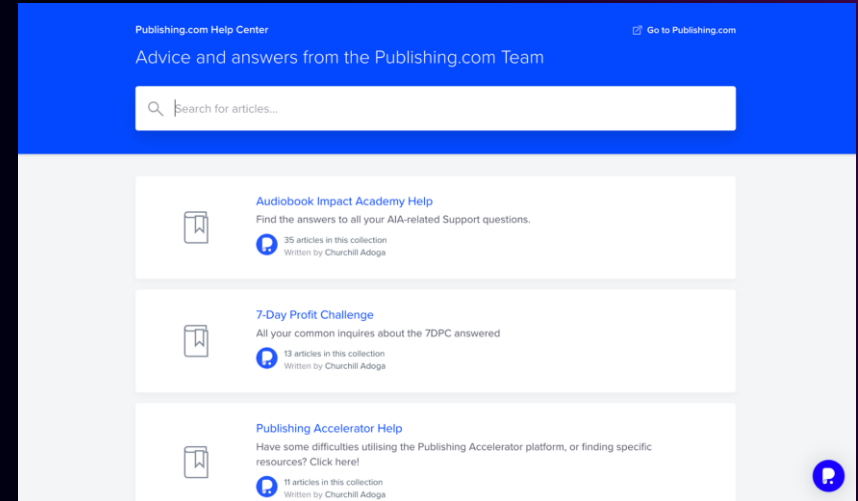 Publishing.com Help Center
Go to Publishing.com
Advice and answers from the Publishing.com Team
Search for articles...
Audiobook Impact Academy Help
Find the answers to all your AIA-related Support questions.
35 articles in this collection
Written by Churchill Adoga
7-Day Profit Challenge
All your common inquires about the 7DPC answered
13 articles in this collection
Written by Churchill Adoga
Publishing Accelerator Help
Have some difficulties utilising the Publishing Accelerator platform, or finding specific
resources? Click here!
11 articles in this collection
Written by Churchill Adoga